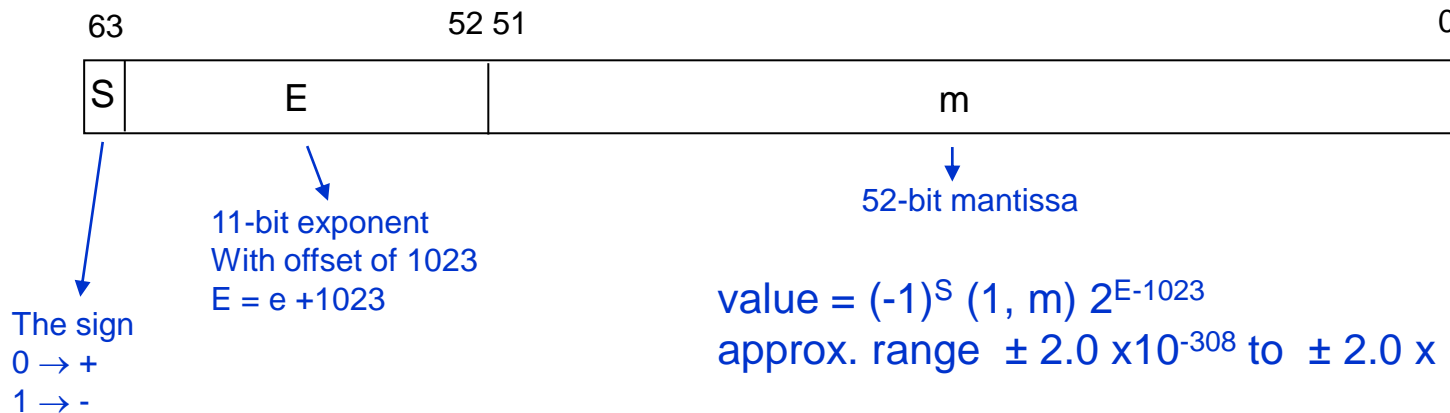 63 52 51 0
S E m
52-bit mantissa
11-bit exponent
With offset of 1023
E = e +1023
value = (-1)^S (1, m) 2^E-1023
The sign
approx. range ± 2.0 x10^-308 to ± 2.0 x
0 → +
1 → -